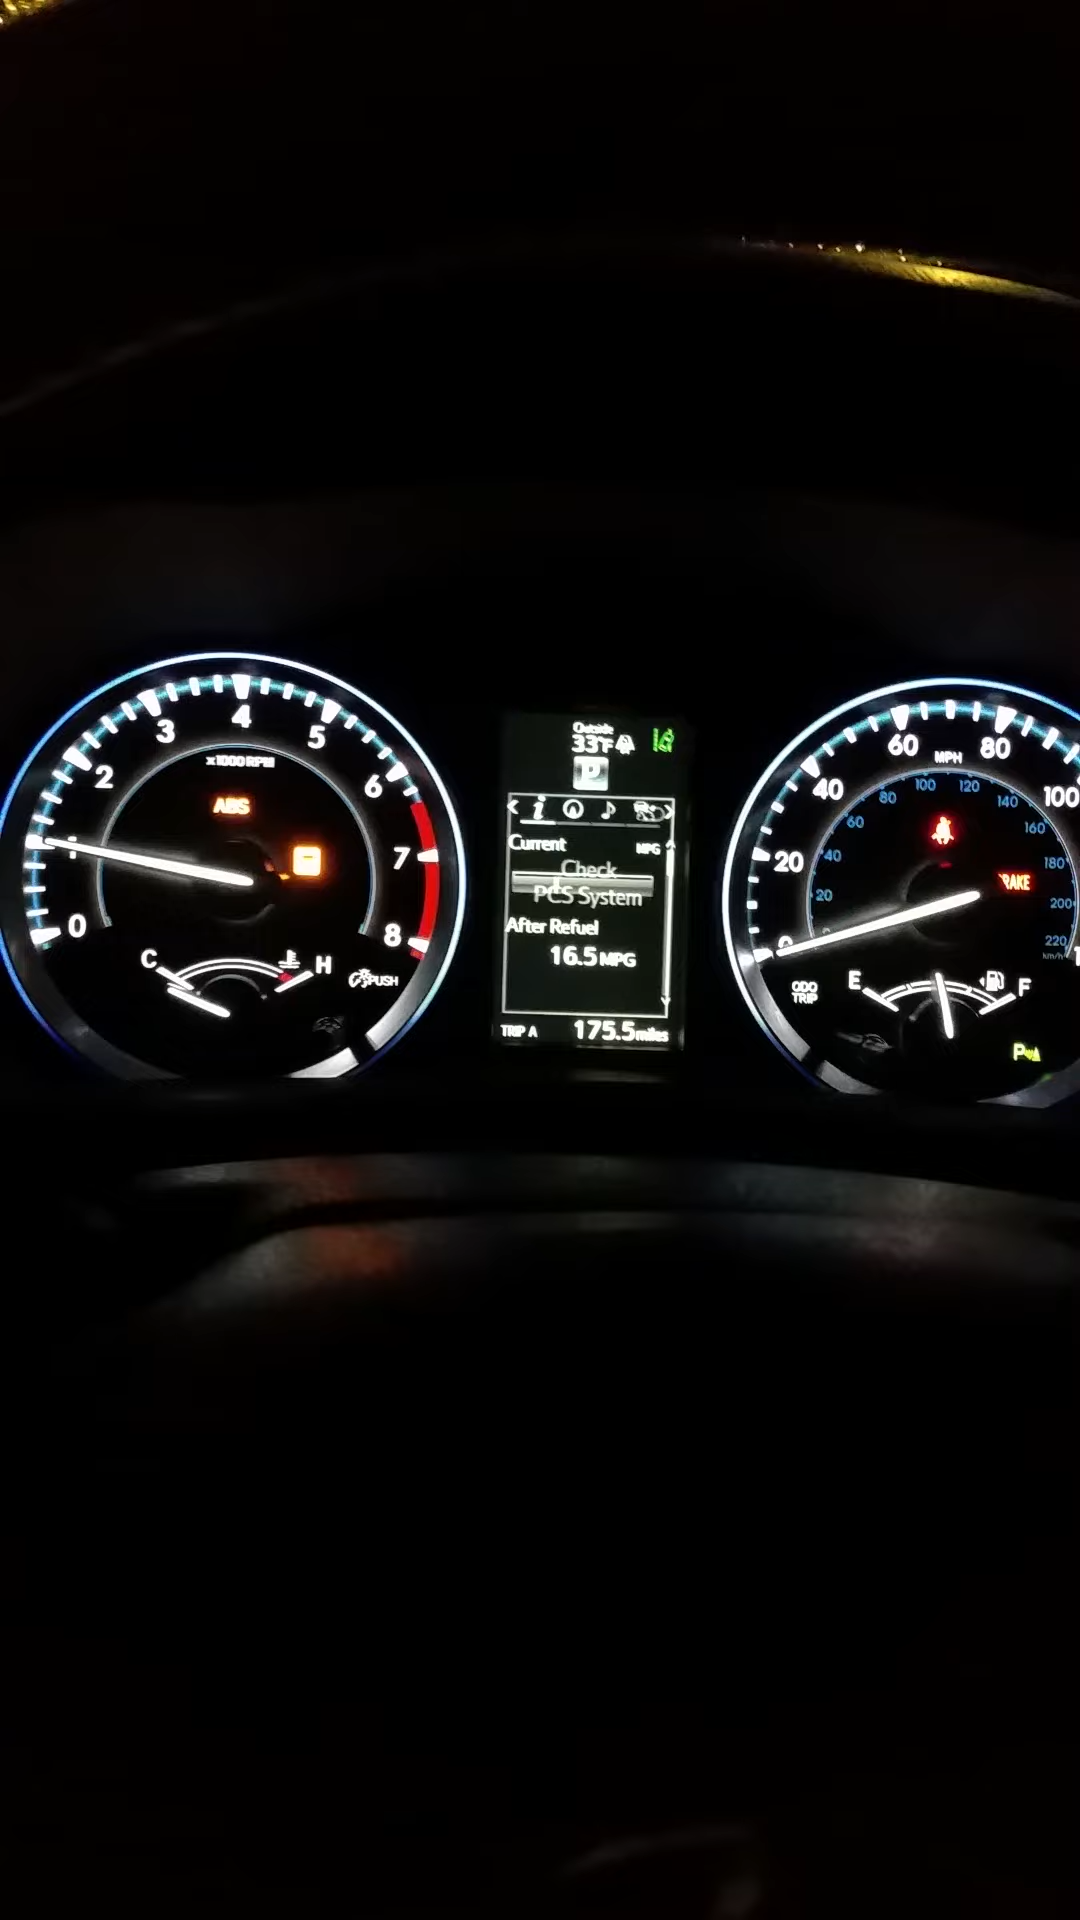 4
3
5
x1000RPM
2
6
ABS
1
7
0
8
C
H
PUSH
Outside
33°F
P
i
Current
MPG
Check
PCS System
After Refuel
16.5 MPG
TRIP A
175.5 miles
60
80
MPH
40
100
20
0
100
120
80
140
60
160
40
180
20
200
220
km/h
RAKE
ODO
TRIP
E
F
P